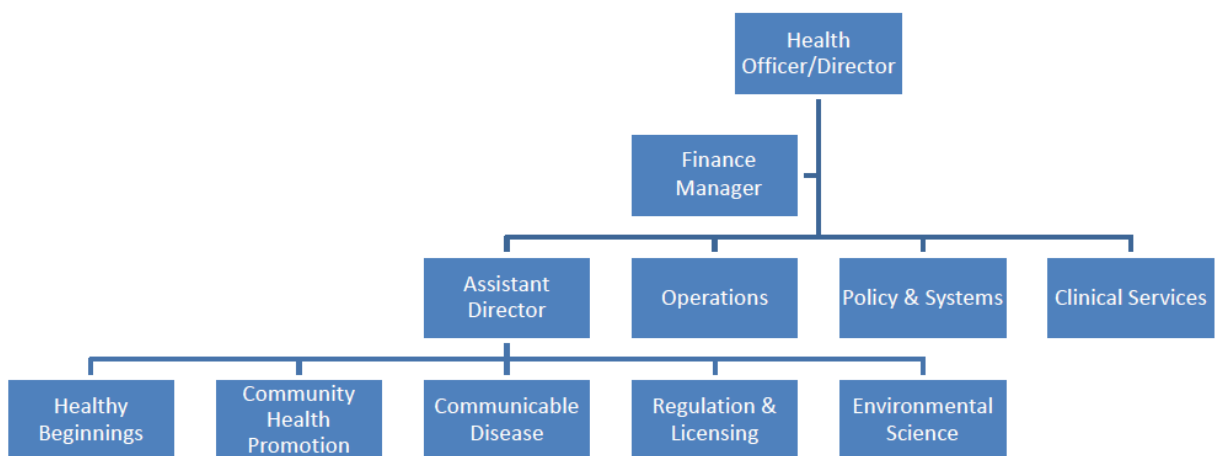 Health
Officer/Director
Finance
Manager
Assistant
Director
Operations
Policy & Systems
Clinical Services
Healthy
Beginnings
Community
Health
Promotion
Communicable
Disease
Regulation &
Licensing
Environmental
Science